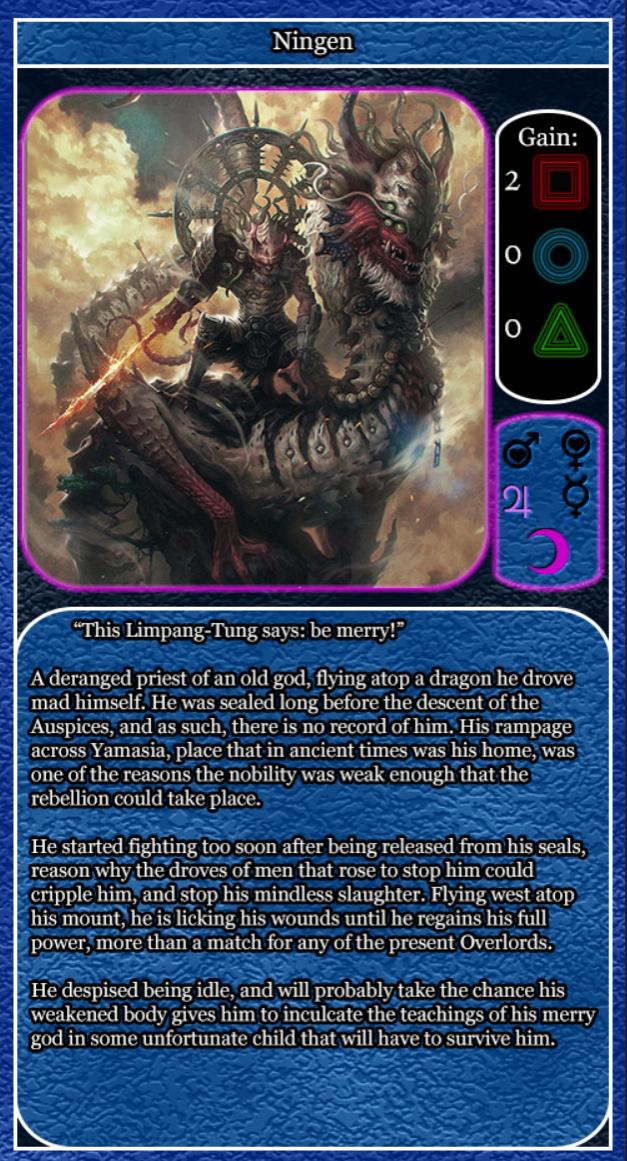 Ningen
Gain:
2
0
0
“This Limpang-Tung says: be merry!”
A deranged priest of an old god, flying atop a dragon he drove
mad himself. He was sealed long before the descent of the
Auspices, and as such, there is no record of him. His rampage
across Yamasia, place that in ancient times was his home, was
one of the reasons the nobility was weak enough that the
rebellion could take place.
He started fighting too soon after being released from his seals,
reason why the droves of men that rose to stop him could
cripple him, and stop his mindless slaughter. Flying west atop
his mount, he is licking his wounds until he regains his full
power, more than a match for any of the present Overlords.
He despised being idle, and will probably take the chance his
weakened body gives him to inculcate the teachings of his merry
god in some unfortunate child that will have to survive him.